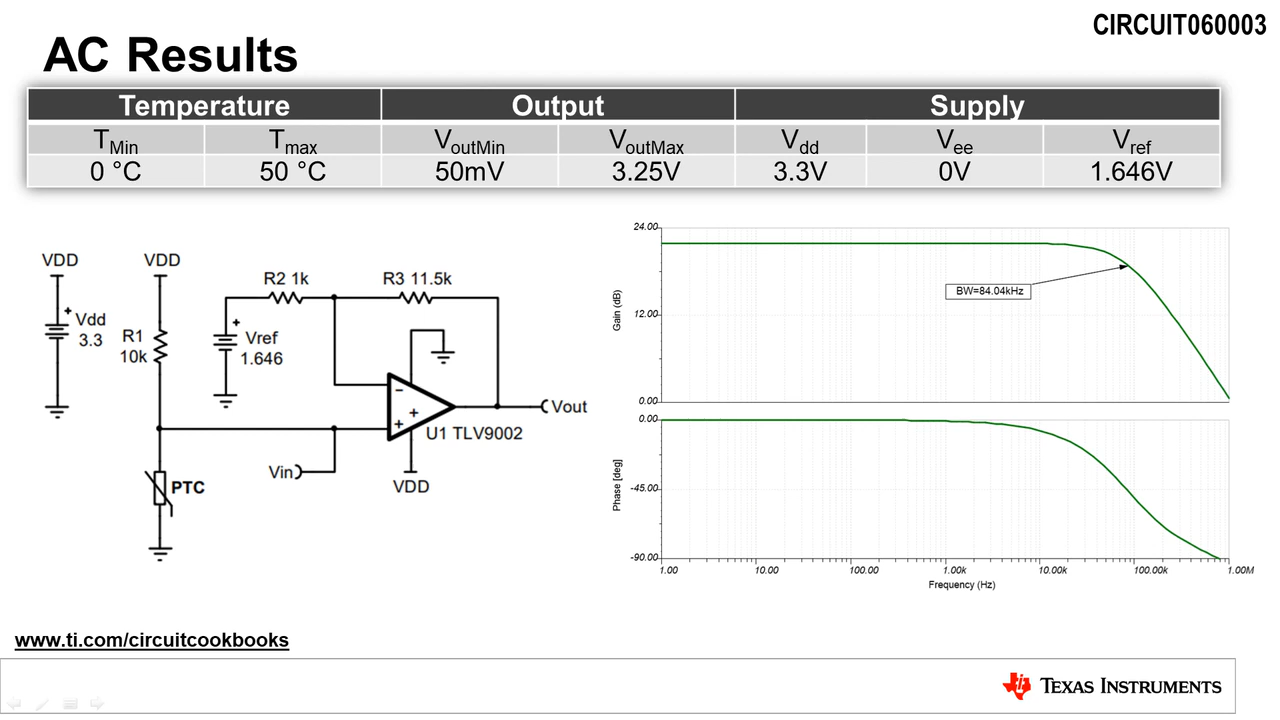 CIRCUIT060003
AC Results
Temperature Output Supply
TMin Tmax VoutMin VoutMax Vdd Vee Vref
0 °C 50 °C 50mV 3.25V 3.3V 0V 1.646V
VDD
VDD
Vdd
3.3
R1
10k
PTC
R2 1k
R3 11.5k
Vref
1.646
Vin
U1 TLV9002
VDD
Vout
24.00
12.00
0.00
Gain (dB)
BW=84.04kHz
0.00
-45.00
-90.00
Phase [deg]
1.00 10.00 100.00 1.00k 10.00k 100.00k 1.00M
Frequency (Hz)
www.ti.com/circuitcookbooks
TEXAS INSTRUMENTS